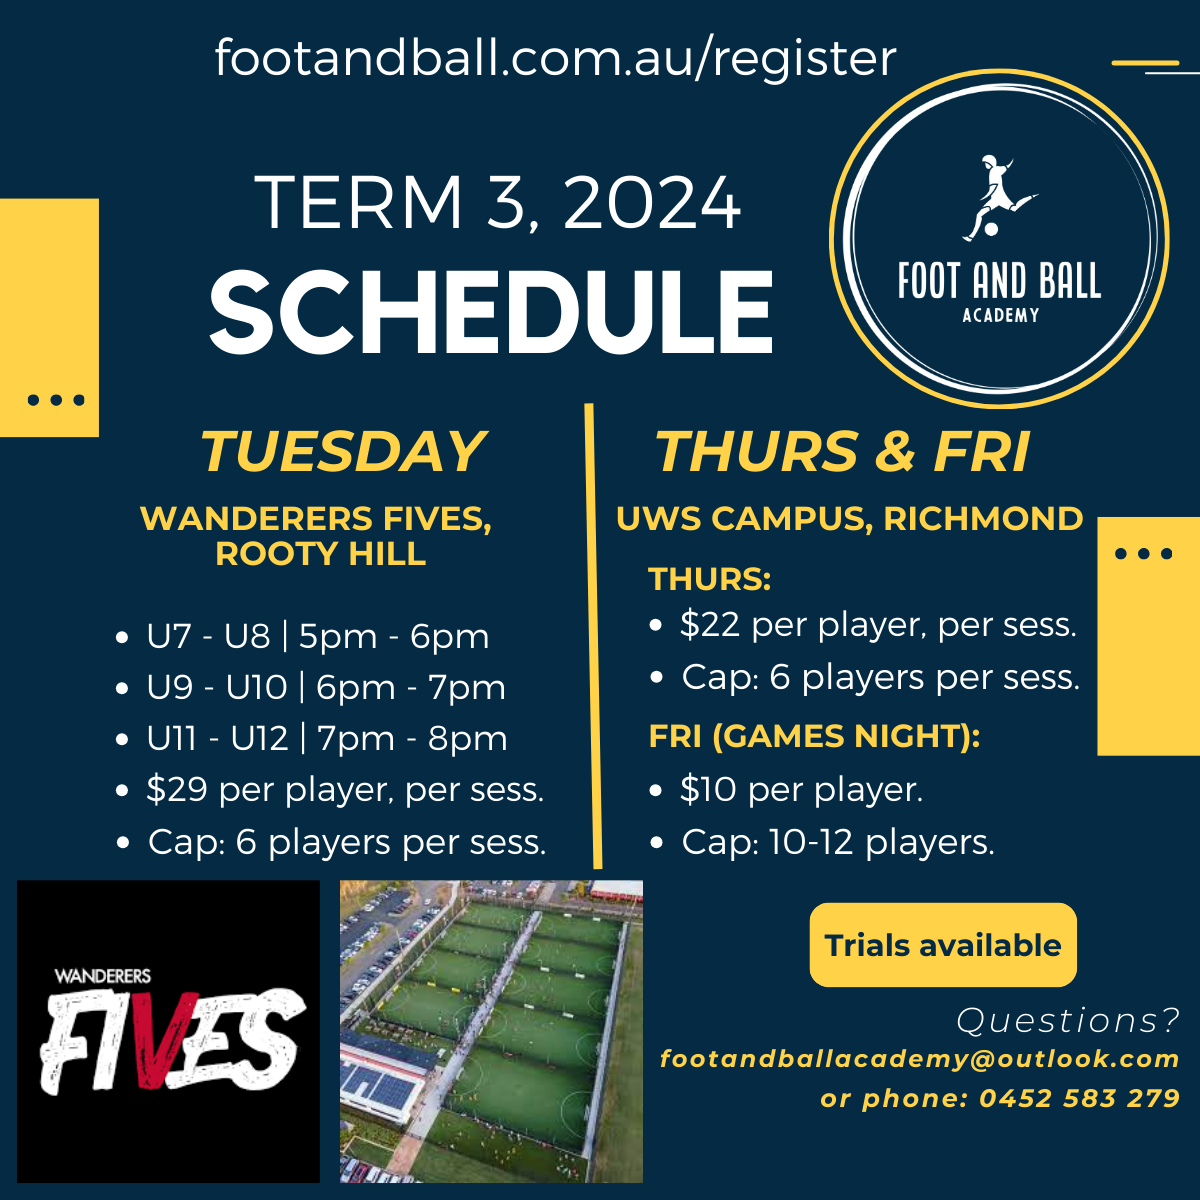 footandball.com.au/register
TERM 3, 2024
SCHEDULE
FOOT AND BALL
ACADEMY
TUESDAY
WANDERERS FIVES,
ROOTY HILL
• U7 - U8 | 5pm - 6pm
• U9 - U10 | 6pm - 7pm
• U11 - U12 | 7pm - 8pm
• $29 per player, per sess.
• Cap: 6 players per sess.
THURS & FRI
UWS CAMPUS, RICHMOND
THURS:
• $22 per player, per sess.
• Cap: 6 players per sess.
FRI (GAMES NIGHT):
• $10 per player.
• Cap: 10-12 players.
WANDERERS
FIVES
Trials available
Questions?
footandballacademy@outlook.com
or phone: 0452 583 279